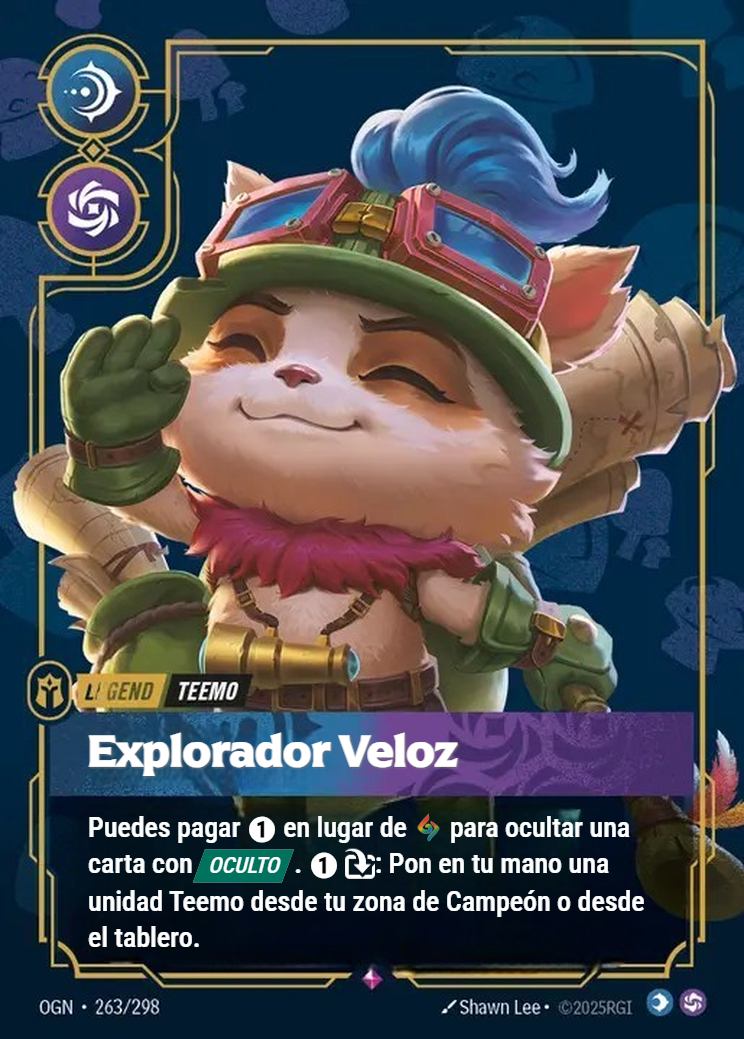 LEGEND TEEMO
Explorador Veloz
Puedes pagar 1 en lugar de para ocultar una
carta con OCULTO . 1 : Pon en tu mano una
unidad Teemo desde tu zona de Campeón o desde
el tablero.
OGN • 263/298 Shawn Lee • ©2025RGI